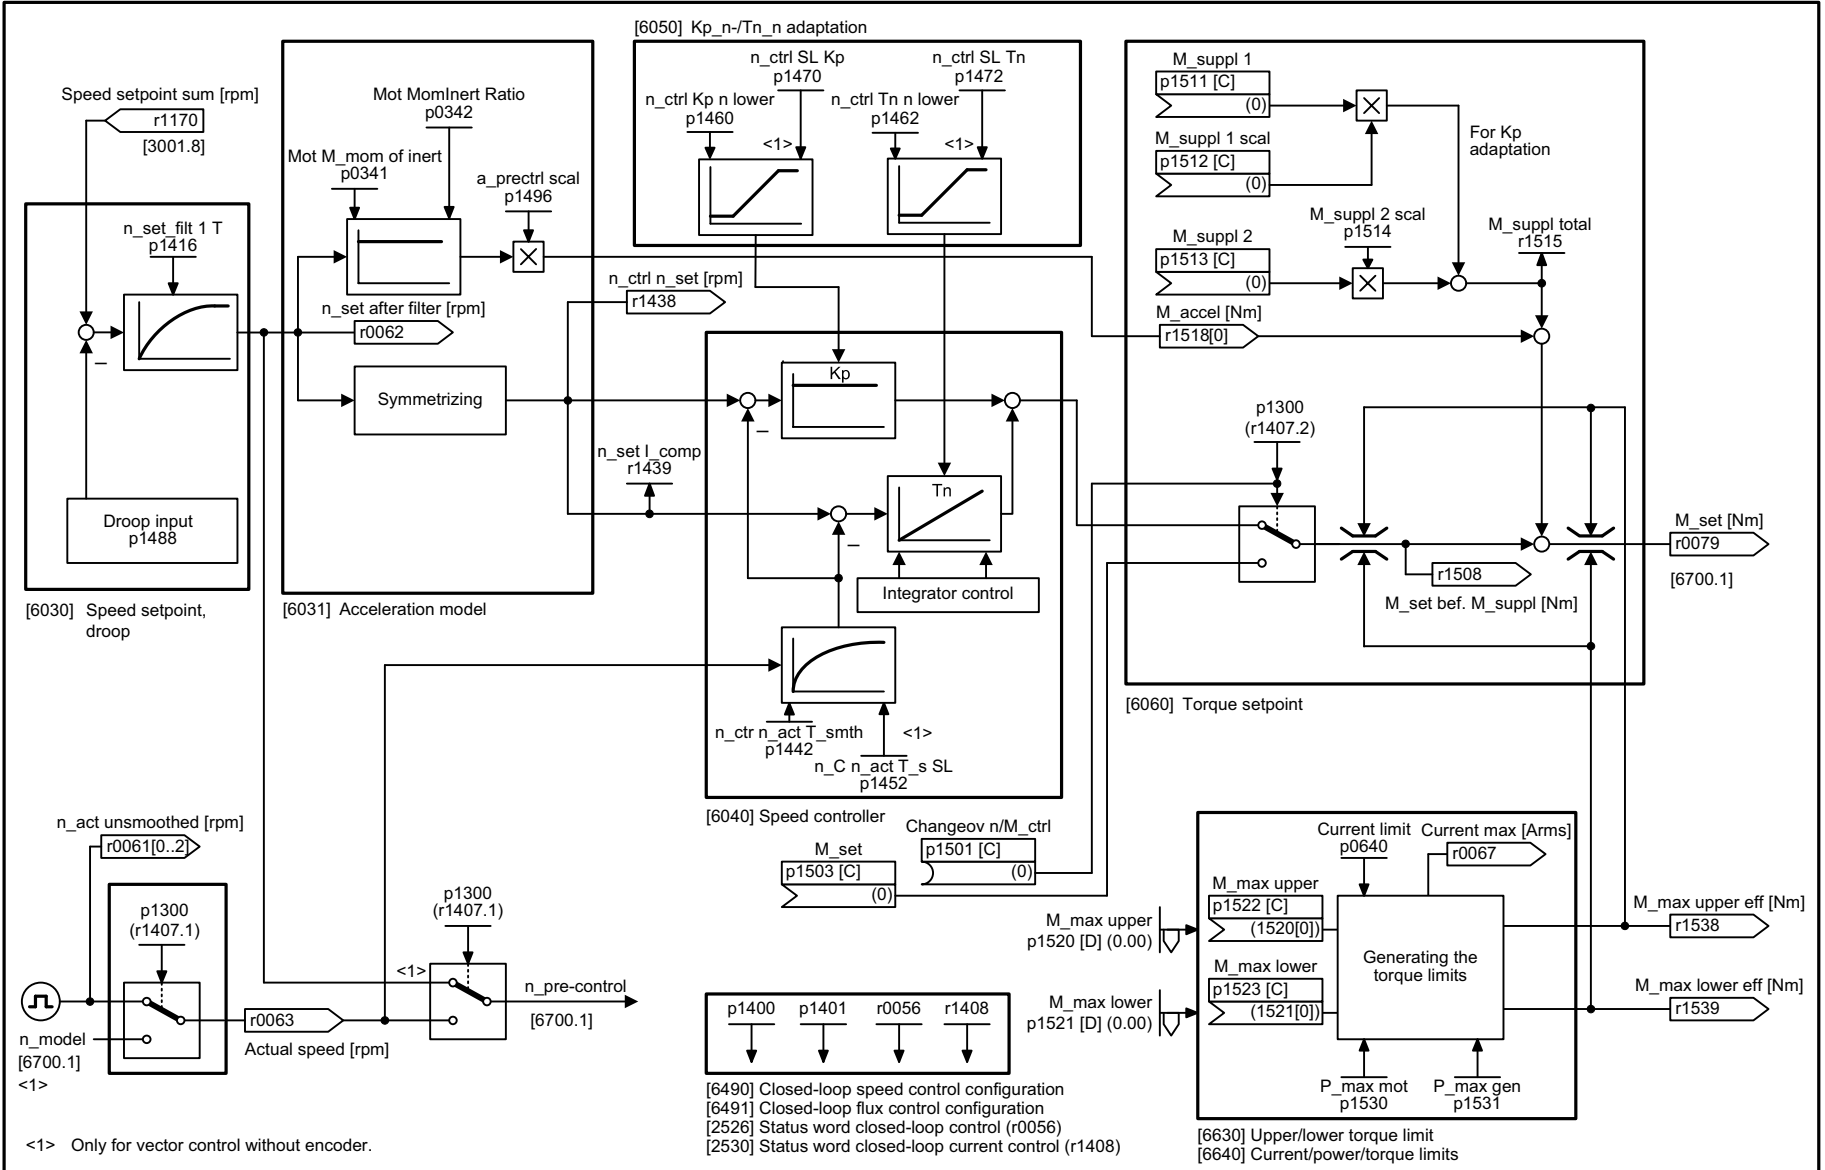 [6050] Kp_n-/Tn_n adaptation
Speed setpoint sum [rpm]
r1170
[3001.8]
n_set_filt 1 T
p1416
Droop input
p1488
[6030] Speed setpoint,
droop
Mot MomInert Ratio
p0342
Mot M_mom of inert
p0341
a_prectrl scal
p1496
n_set after filter [rpm]
r0062
Symmetrizing
[6031] Acceleration model
n_ctrl SL Kp
p1470
n_ctrl SL Tn
p1472
n_ctrl Kp n lower
p1460
n_ctrl Tn n lower
p1462
<1>
<1>
n_ctrl n_set [rpm]
r1438
n_set I_comp
r1439
Kp
Tn
Integrator control
n_ctr n_act T_smth
p1442
<1>
n_C n_act T_s SL
p1452
[6040] Speed controller
M_suppl 1
p1511 [C]
(0)
M_suppl 1 scal
p1512 [C]
(0)
For Kp
adaptation
M_suppl 2 scal
p1514
M_suppl total
r1515
M_suppl 2
p1513 [C]
(0)
M_accel [Nm]
r1518[0]
p1300
(r1407.2)
r1508
M_set bef. M_suppl [Nm]
M_set [Nm]
r0079
[6700.1]
[6060] Torque setpoint
n_act unsmoothed [rpm]
r0061[0..2]
p1300
(r1407.1)
n_model
[6700.1]
<1>
r0063
Actual speed [rpm]
p1300
(r1407.1)
<1>
n_pre-control
[6700.1]
M_set
p1503 [C]
(0)
Changeov n/M_ctrl
p1501 [C]
(0)
p1400
p1401
r0056
r1408
[6490] Closed-loop speed control configuration
[6491] Closed-loop flux control configuration
[2526] Status word closed-loop control (r0056)
[2530] Status word closed-loop current control (r1408)
M_max upper
p1520 [D] (0.00)
M_max lower
p1521 [D] (0.00)
Current limit
p0640
Current max [Arms]
r0067
M_max upper
p1522 [C]
(1520[0])
M_max lower
p1523 [C]
(1521[0])
Generating the
torque limits
P_max mot
p1530
P_max gen
p1531
M_max upper eff [Nm]
r1538
M_max lower eff [Nm]
r1539
[6630] Upper/lower torque limit
[6640] Current/power/torque limits
<1> Only for vector control without encoder.